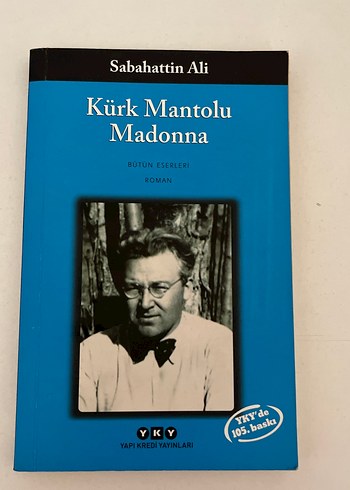 Sabahattin Ali
Kürk Mantolu
Madonna
BÜTÜN ESERLERİ
ROMAN
YKY'de
105. baskı
YKY
YAPI KREDİ YAYINLARI